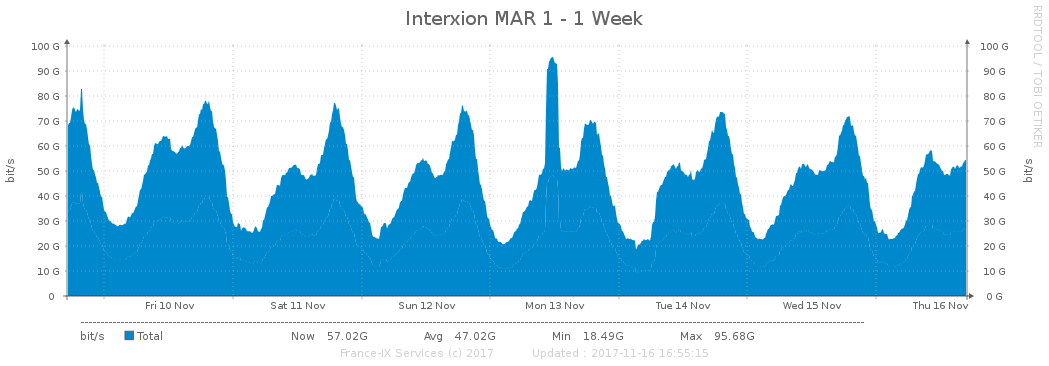 Interxion MAR 1 - 1 Week
RRDTOOL / TOBI OETIKER
bit/s
bit/s
100 G 100 G
90 G 90 G
80 G 80 G
70 G 70 G
60 G 60 G
50 G 50 G
40 G 40 G
30 G 30 G
20 G 20 G
10 G 10 G
0 0 G
Fri 10 Nov Sat 11 Nov Sun 12 Nov Mon 13 Nov Tue 14 Nov Wed 15 Nov Thu 16 Nov
bit/s Total Now 57.02G Avg 47.02G Min 18.49G Max 95.68G
France-IX Services (c) 2017 Updated : 2017-11-16 16:55:15